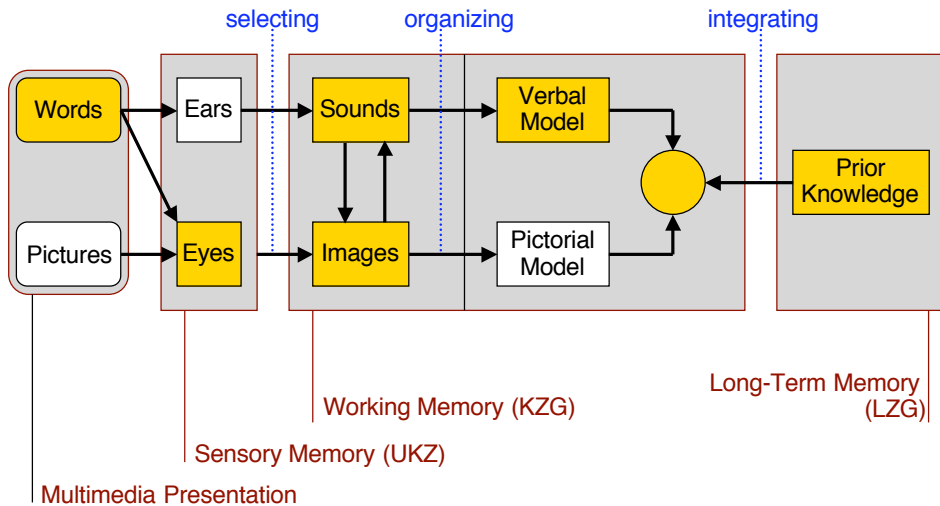 selecting
organizing
integrating
Words
Ears
Sounds
Verbal
Model
Prior
Knowledge
Pictures
Eyes
Images
Pictorial
Model
Working Memory (KZG)
Long-Term Memory
(LZG)
Sensory Memory (UKZ)
Multimedia Presentation